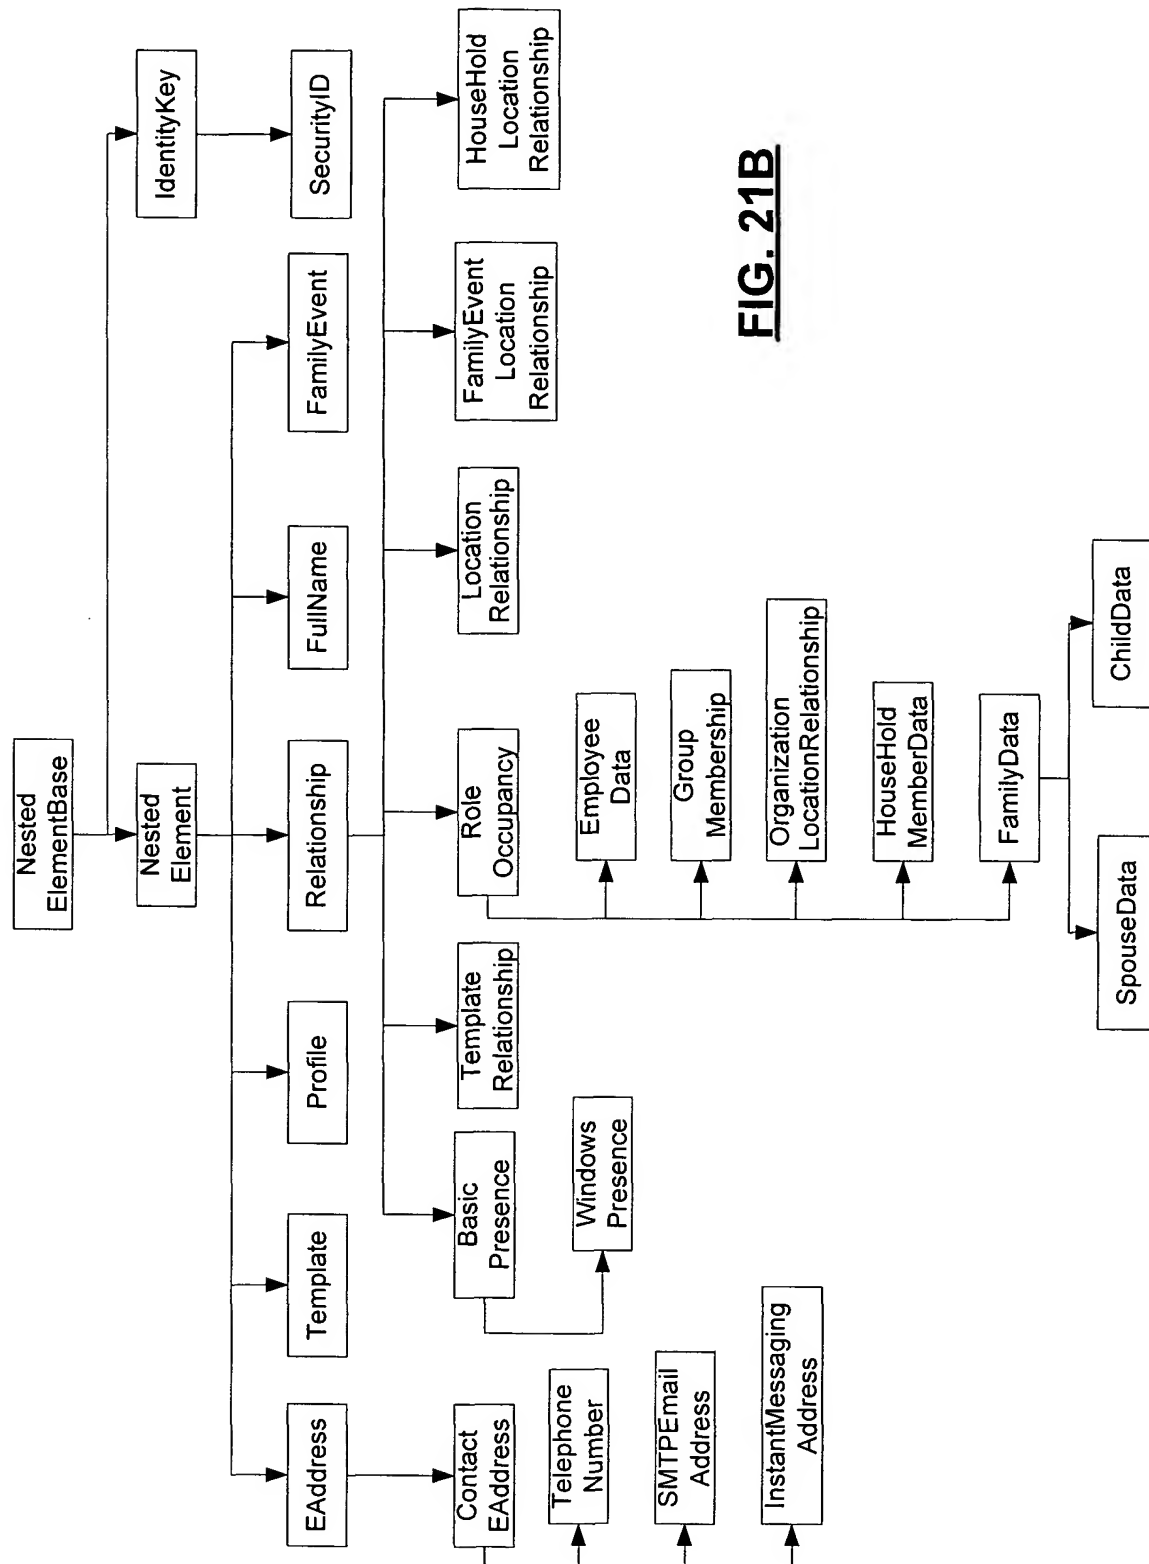 Nested
ElementBase
Nested
Element
IdentityKey
EAddress
Template
Profile
Relationship
FullName
FamilyEvent
SecurityID
Contact
EAddress
Basic
Presence
Template
Relationship
Role
Occupancy
Location
Relationship
FamilyEvent
Location
Relationship
HouseHold
Location
Relationship
Telephone
Number
SMTPEmail
Address
InstantMessaging
Address
Windows
Presence
Employee
Data
Group
Membership
Organization
LocationRelationship
HouseHold
MemberData
FamilyData
SpouseData
ChildData
FIG. 21B